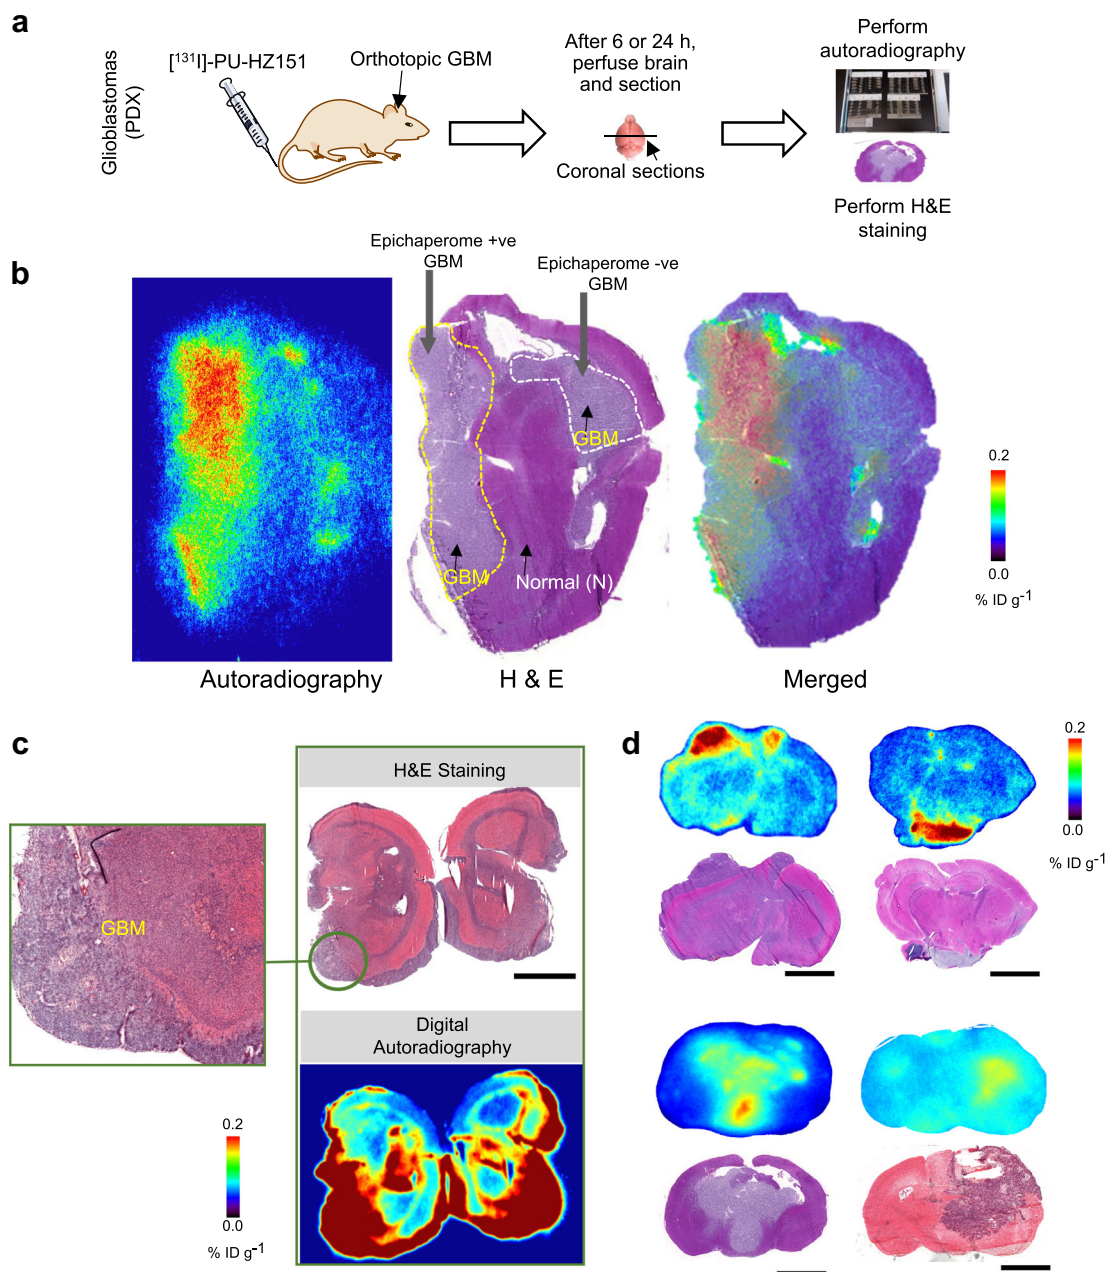 a
Glioblastomas
(PDX)
[¹³¹I]-PU-HZ151
Orthotopic GBM
After 6 or 24 h,
perfuse brain
and section
Coronal sections
Perform
autoradiography
Perform H&E
staining
b
Epichaperome +ve
GBM
Epichaperome -ve
GBM
GBM
GBM
Normal (N)
0.2
0.0
% ID g⁻¹
Autoradiography
H & E
Merged
c
H&E Staining
GBM
Digital
Autoradiography
0.2
0.0
% ID g⁻¹
d
0.2
0.0
% ID g⁻¹